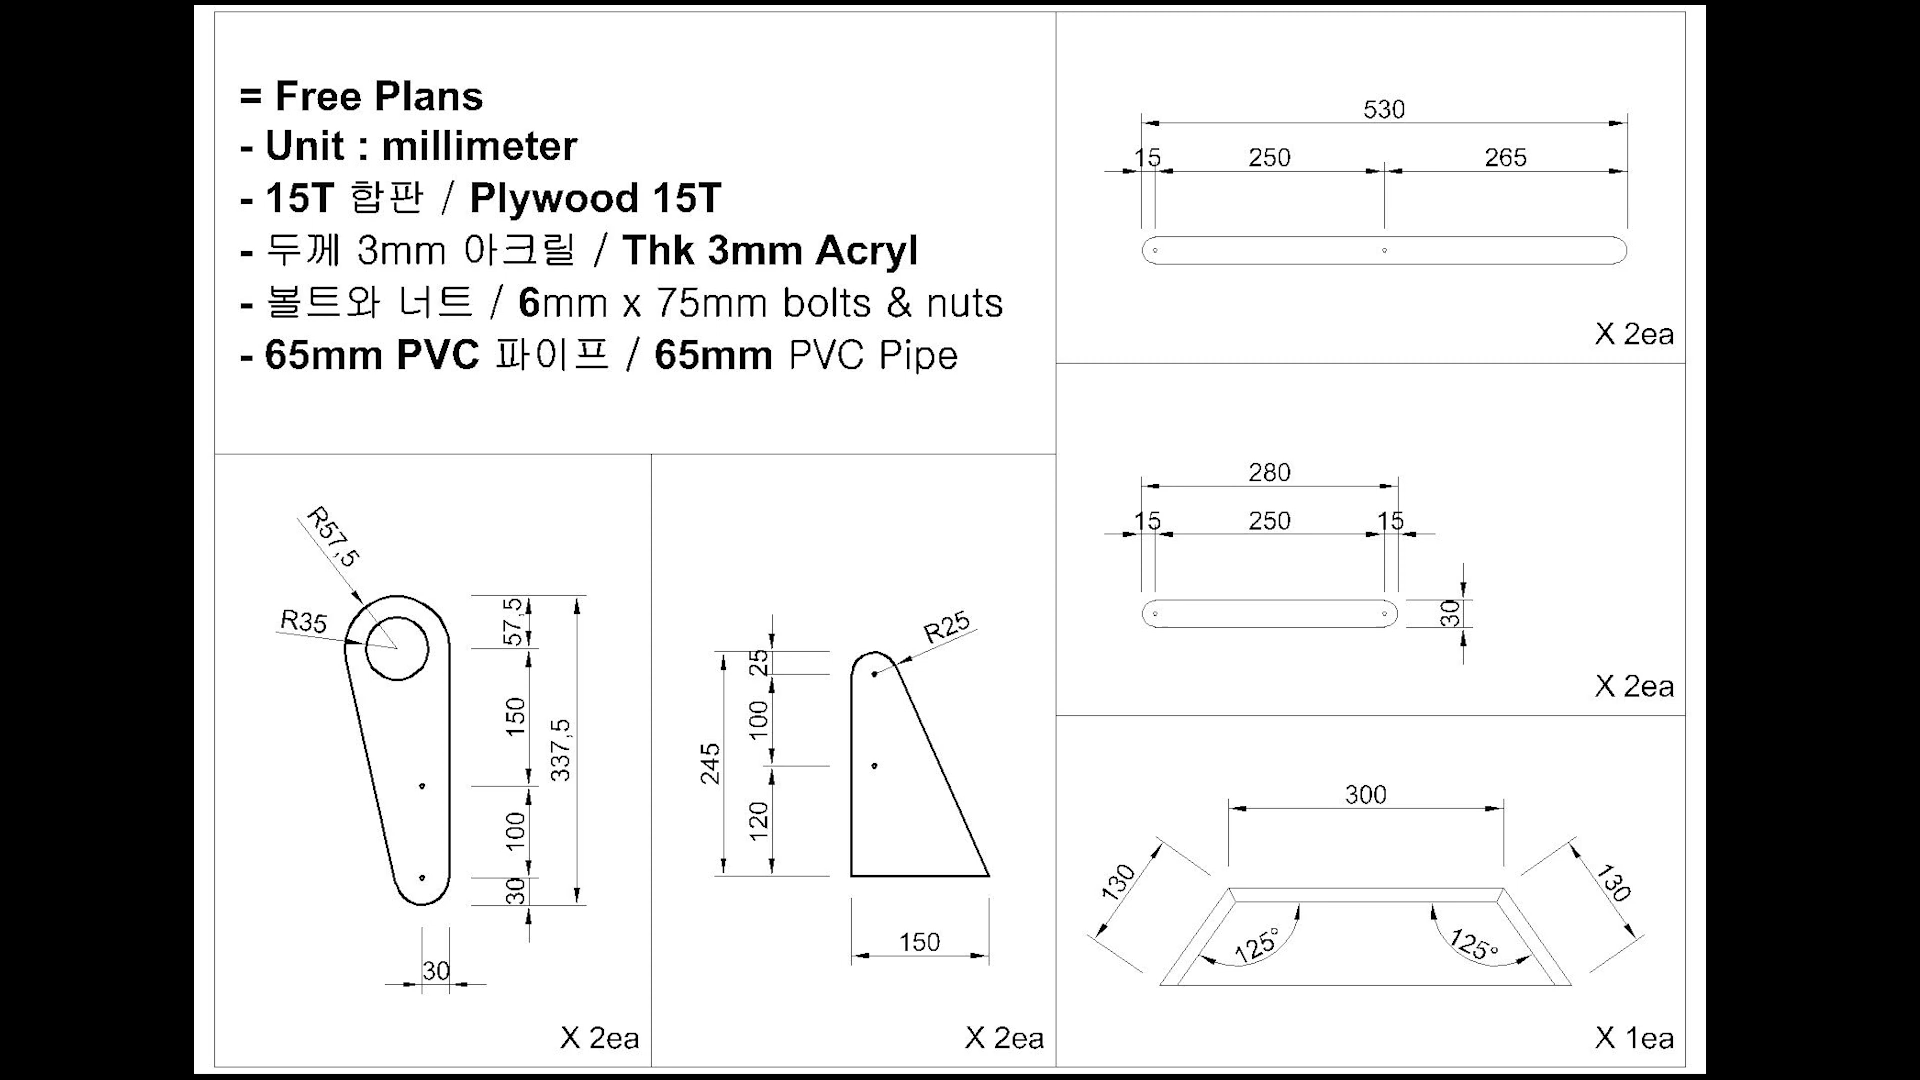 = Free Plans
- Unit : millimeter
- 15T 합판 / Plywood 15T
- 두께 3mm 아크릴 / Thk 3mm Acryl
- 볼트와 너트 / 6mm x 75mm bolts & nuts
- 65mm PVC 파이프 / 65mm PVC Pipe
530
15 250 265
X 2ea
280
15 250 15
30
X 2ea
R57,5
R35
57,5
150
337,5
100
30
30
X 2ea
R25
25
100
245
120
150
X 2ea
300
130 130
125° 125°
X 1ea